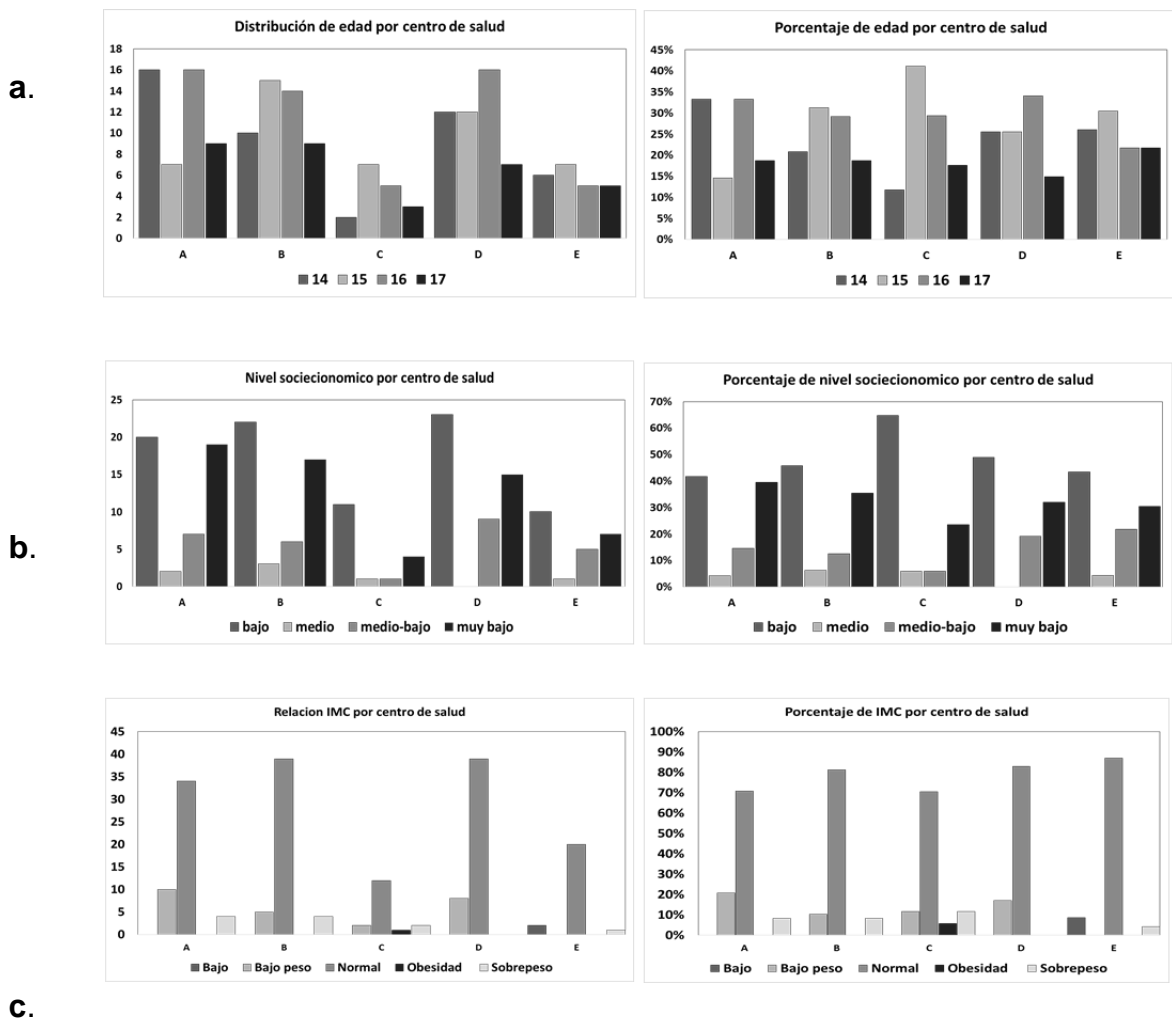 a.
Distribución de edad por centro de salud
18
16
14
12
10
8
6
4
2
0
A B C D E
14 15 16 17
Porcentaje de edad por centro de salud
45%
40%
35%
30%
25%
20%
15%
10%
5%
0%
A B C D E
14 15 16 17
b.
Nivel sociecionomico por centro de salud
25
20
15
10
5
0
A B C D E
bajo medio medio-bajo muy bajo
Porcentaje de nivel sociecionomico por centro de salud
70%
60%
50%
40%
30%
20%
10%
0%
A B C D E
bajo medio medio-bajo muy bajo
Relacion IMC por centro de salud
45
40
35
30
25
20
15
10
5
0
A B C D E
Bajo Bajo peso Normal Obesidad Sobrepeso
Porcentaje de IMC por centro de salud
100%
90%
80%
70%
60%
50%
40%
30%
20%
10%
0%
A B C D E
Bajo Bajo peso Normal Obesidad Sobrepeso
c.